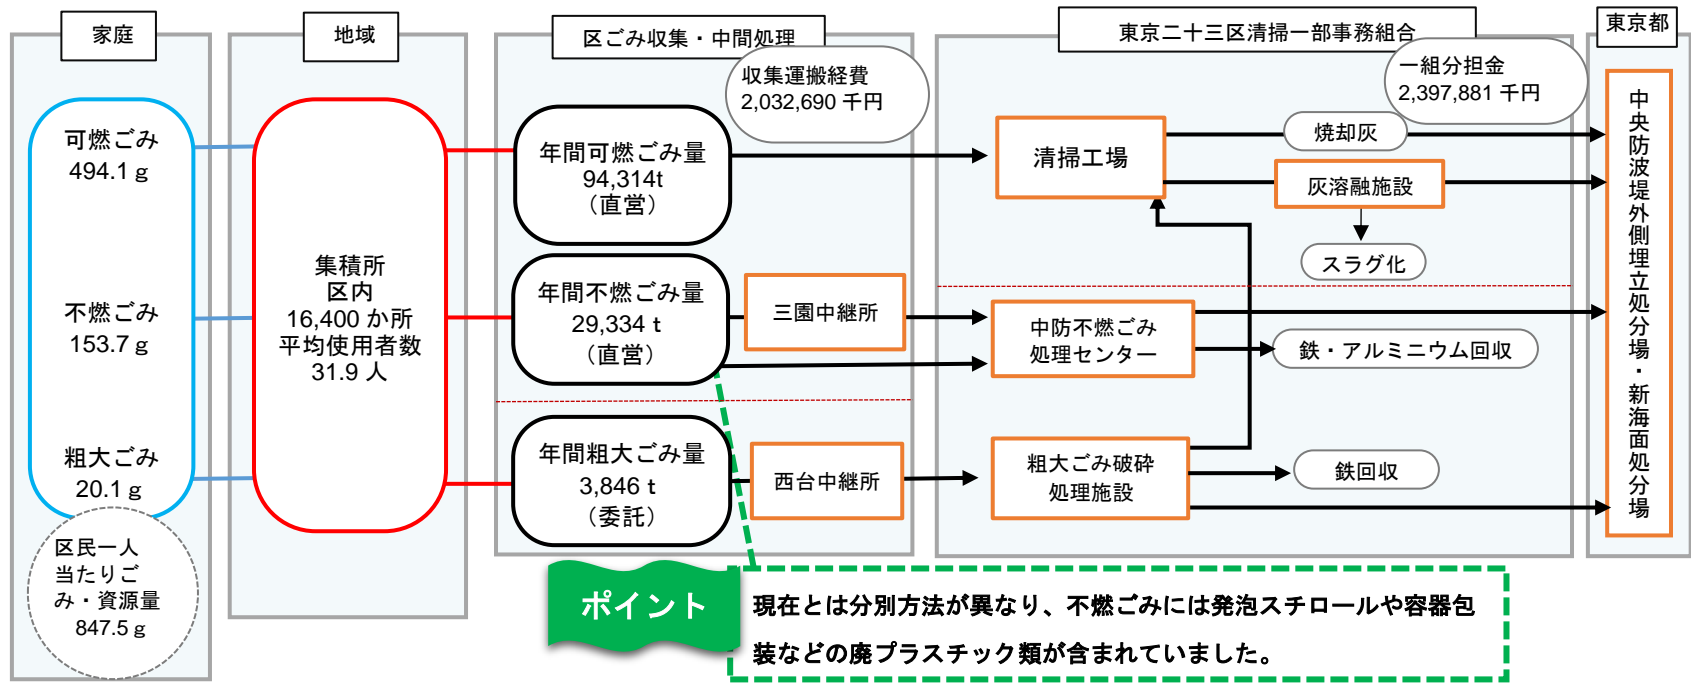 家庭
可燃ごみ
494.1ｇ
不燃ごみ
153.7ｇ
粗大ごみ
20.1ｇ
区民一人
当たりご
み・資源量
847.5ｇ
地域
集積所
区内
16,400 か所
平均使用者数
31.9 人
区ごみ収集・中間処理
収集運搬経費
2,032,690 千円
年間可燃ごみ量
94,314t
（直営）
年間不燃ごみ量
29,334ｔ
（直営）
三園中継所
年間粗大ごみ量
3,846ｔ
（委託）
西台中継所
東京二十三区清掃一部事務組合
一組分担金
2,397,881 千円
清掃工場
焼却灰
灰溶融施設
スラグ化
中防不燃ごみ
処理センター
鉄・アルミニウム回収
粗大ごみ破砕
処理施設
鉄回収
東京都
中央防波堤外側埋立処分場・新海面処分場
ポイント
現在とは分別方法が異なり、不燃ごみには発泡スチロールや容器包
装などの廃プラスチック類が含まれていました。